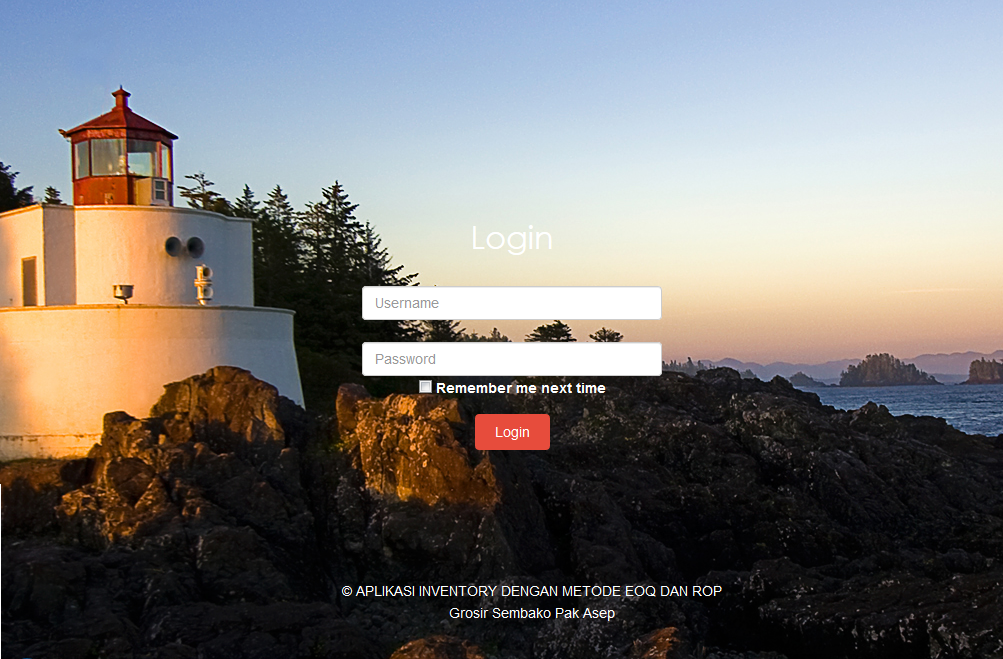 Login
Username
Password
Remember me next time
Login
© APLIKASI INVENTORY DENGAN METODE EOQ DAN ROP
Grosir Sembako Pak Asep